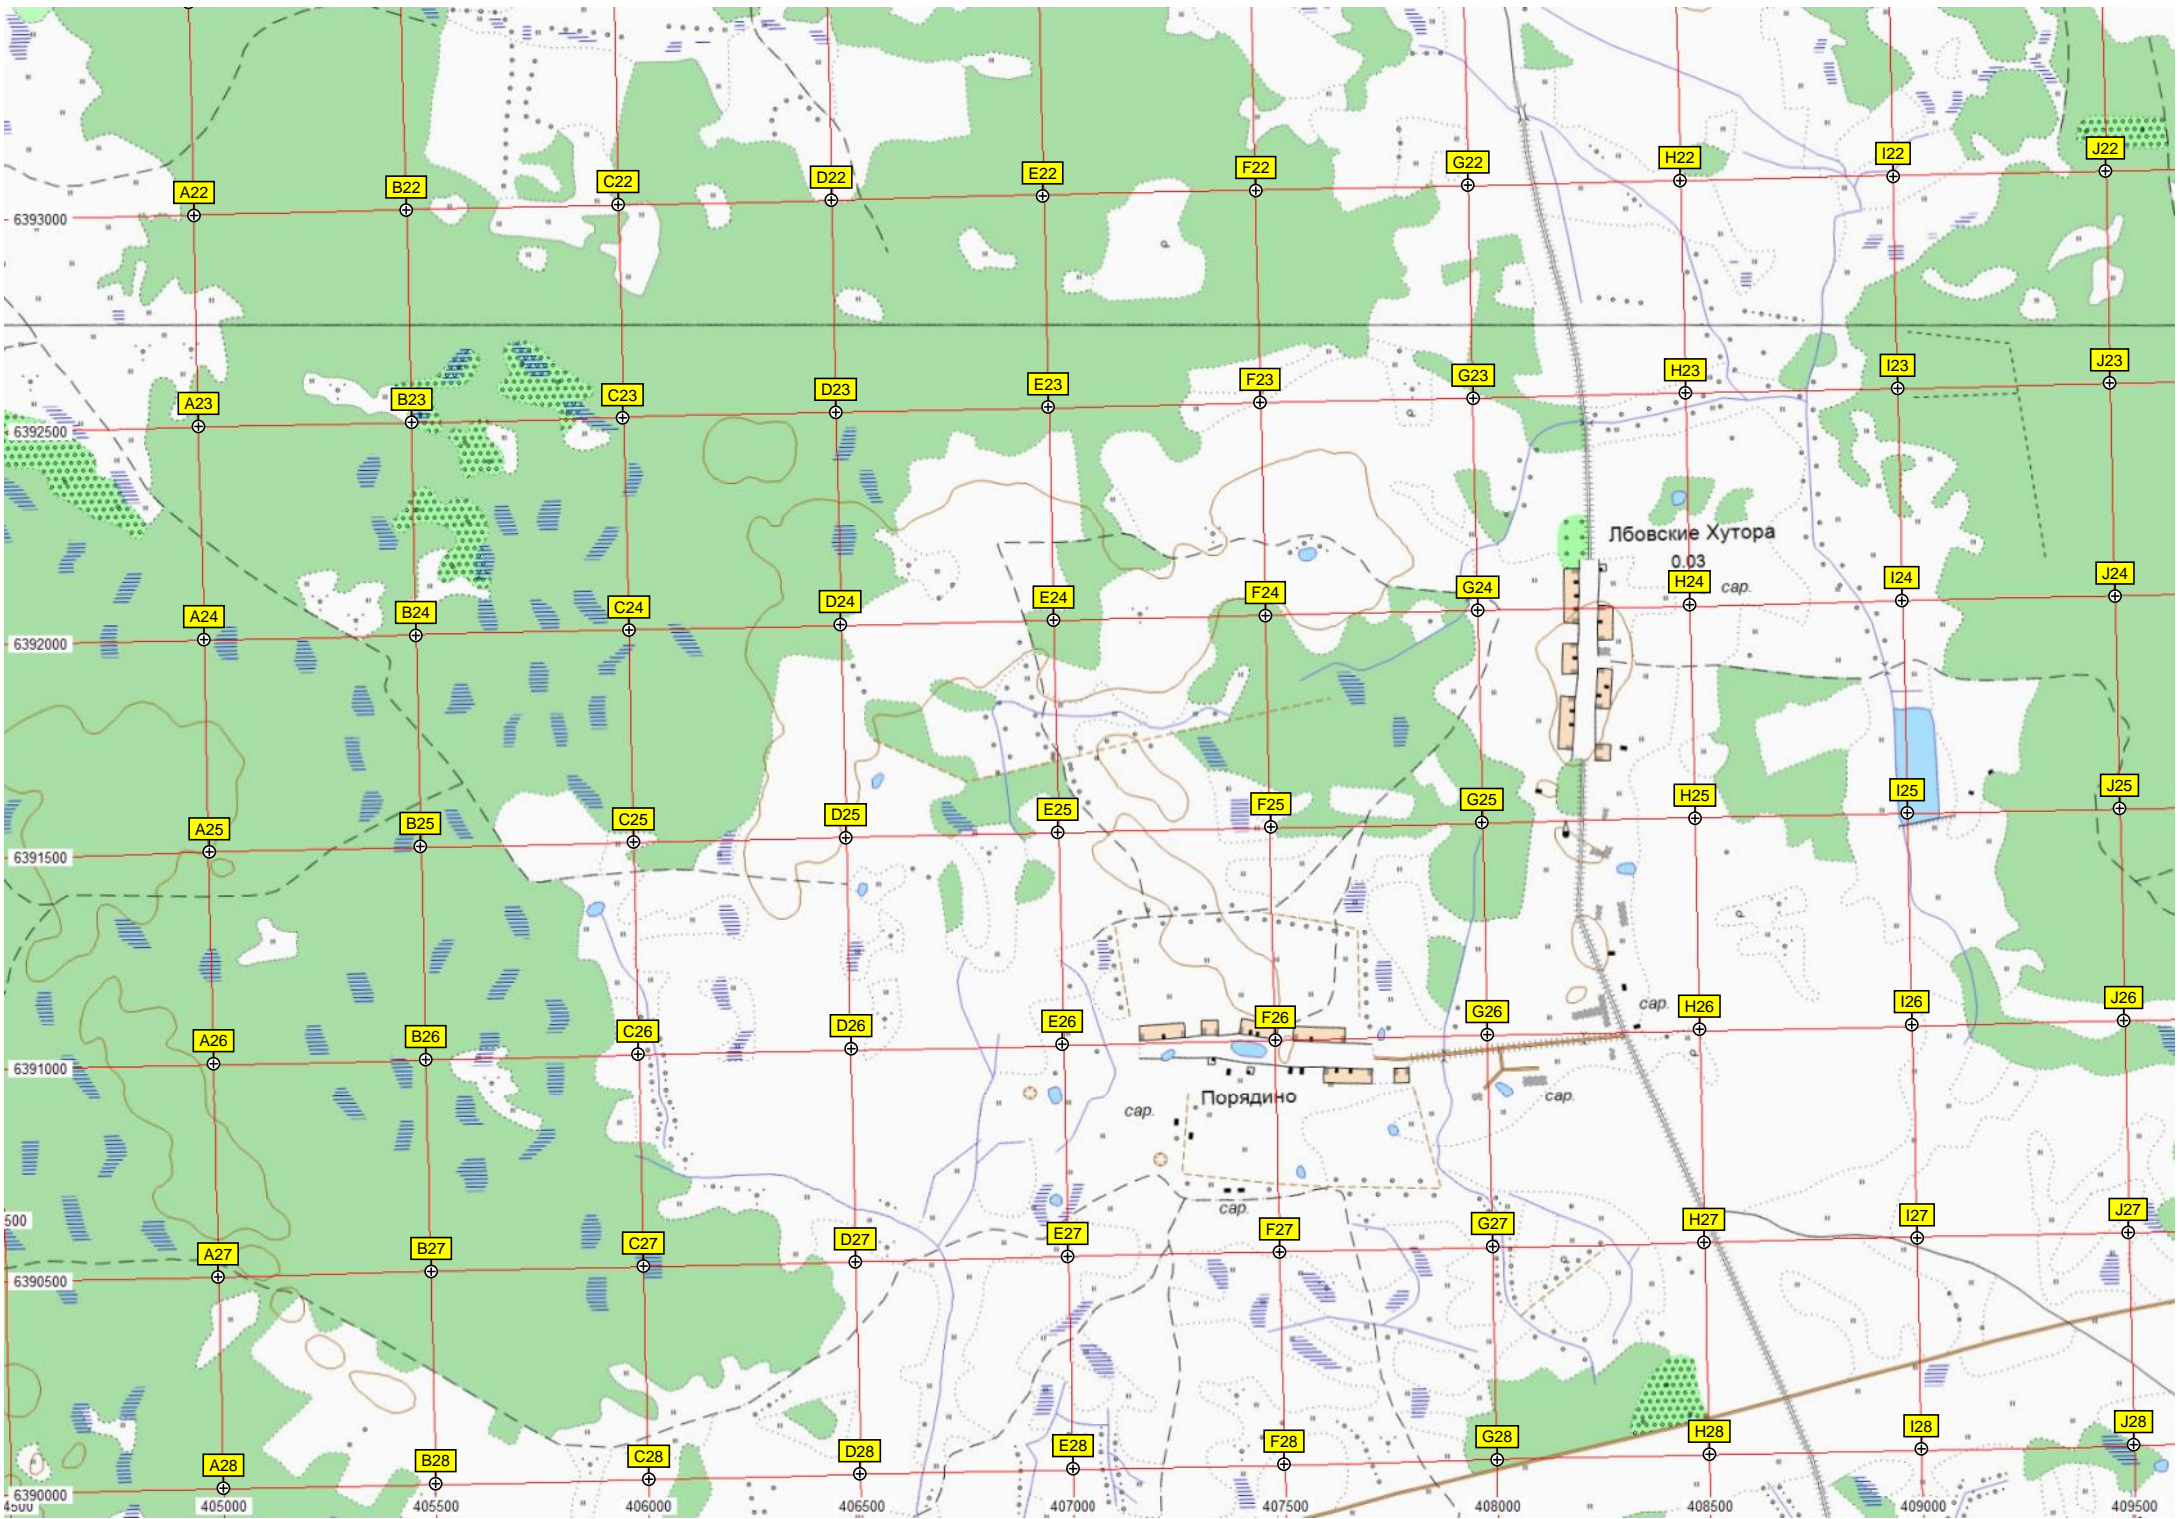 A22 B22 C22 D22 E22 F22 G22 H22 I22 J22
6393000
A23 B23 C23 D23 E23 F23 G23 H23 I23 J23
6392500
Лбовские Хутора
0.03
сар.
A24 B24 C24 D24 E24 F24 G24 H24 I24 J24
6392000
A25 B25 C25 D25 E25 F25 G25 H25 I25 J25
6391500
сар.
A26 B26 C26 D26 E26 F26 G26 H26 I26 J26
6391000
Порядино
сар.
сар.
сар.
500
A27 B27 C27 D27 E27 F27 G27 H27 I27 J27
6390500
A28 B28 C28 D28 E28 F28 G28 H28 I28 J28
6390000
4500 405000 405500 406000 406500 407000 407500 408000 408500 409000 409500